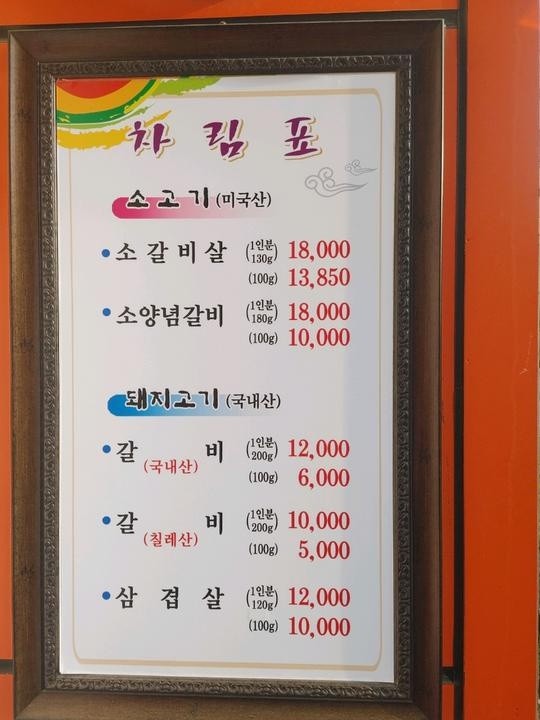 차림표
소고기 (미국산)
• 소갈비살 (1인분 130g) 18,000
(100g) 13,850
• 소양념갈비 (1인분 180g) 18,000
(100g) 10,000
돼지고기 (국내산)
• 갈비 (1인분 200g) 12,000
(국내산) (100g) 6,000
• 갈비 (1인분 200g) 10,000
(칠레산) (100g) 5,000
• 삼겹살 (1인분 120g) 12,000
(100g) 10,000